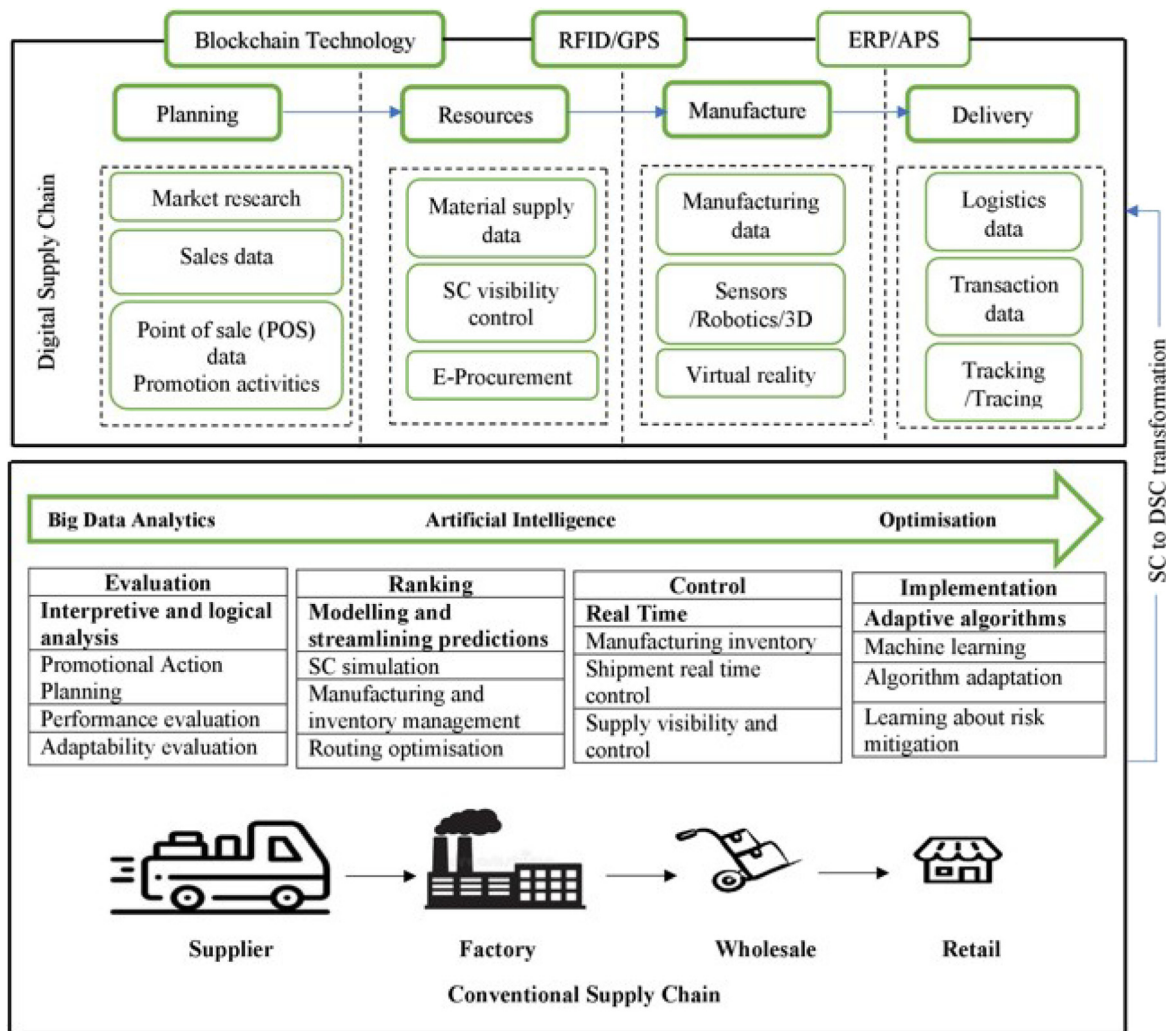 Blockchain Technology
RFID/GPS
ERP/APS
Planning
Resources
Manufacture
Delivery
Digital Supply Chain
Market research
Sales data
Point of sale (POS)
data
Promotion activities
Material supply
data
SC visibility
control
E-Procurement
Manufacturing
data
Sensors
/Robotics/3D
Virtual reality
Logistics
data
Transaction
data
Tracking
/Tracing
SC to DSC transformation
Big Data Analytics
Artificial Intelligence
Optimisation
Evaluation
Interpretive and logical
analysis
Promotional Action
Planning
Performance evaluation
Adaptability evaluation
Ranking
Modelling and
streamlining predictions
SC simulation
Manufacturing and
inventory management
Routing optimisation
Control
Real Time
Manufacturing inventory
Shipment real time
control
Supply visibility and
control
Implementation
Adaptive algorithms
Machine learning
Algorithm adaptation
Learning about risk
mitigation
Supplier
Factory
Wholesale
Retail
Conventional Supply Chain